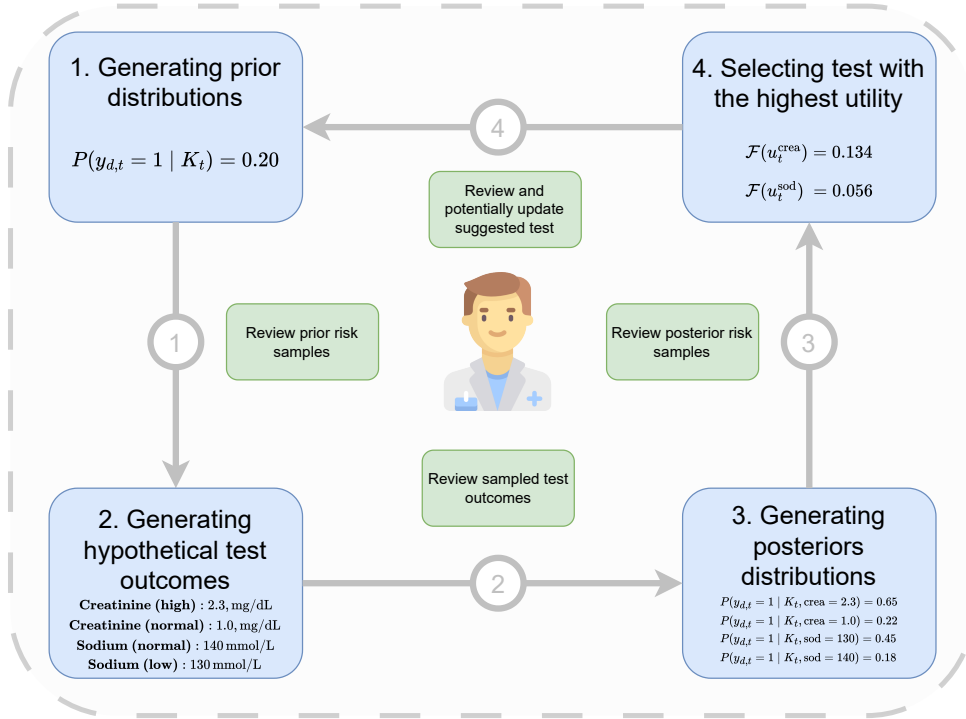 1. Generating prior
distributions
P(y_{d,t} = 1 | K_t) = 0.20
4
4. Selecting test with
the highest utility
F(u_t^{crea}) = 0.134
F(u_t^{sod}) = 0.056
Review and
potentially update
suggested test
1
Review prior risk
samples
Review posterior risk
samples
3
Review sampled test
outcomes
2. Generating
hypothetical test
outcomes
Creatinine (high) : 2.3, mg/dL
Creatinine (normal) : 1.0, mg/dL
Sodium (normal) : 140 mmol/L
Sodium (low) : 130 mmol/L
2
3. Generating
posteriors
distributions
P(y_{d,t} = 1 | K_t, crea = 2.3) = 0.65
P(y_{d,t} = 1 | K_t, crea = 1.0) = 0.22
P(y_{d,t} = 1 | K_t, sod = 130) = 0.45
P(y_{d,t} = 1 | K_t, sod = 140) = 0.18